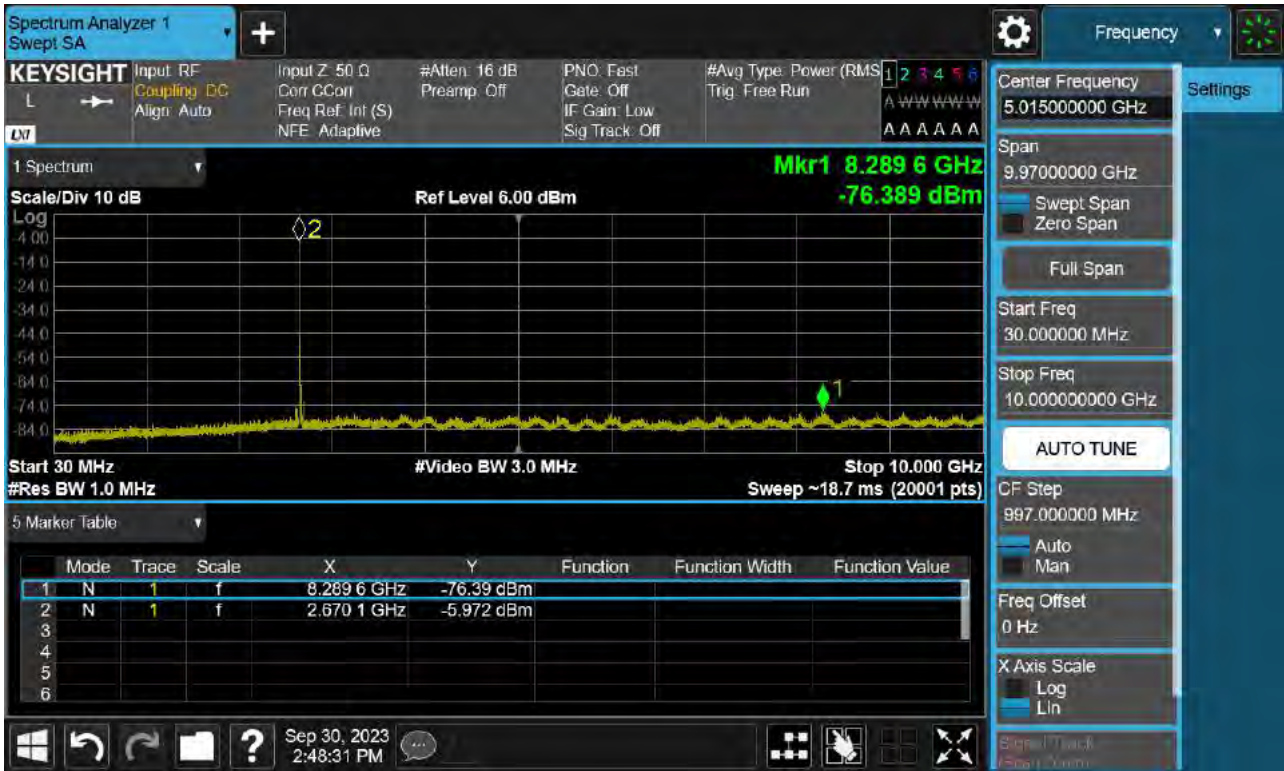 Spectrum Analyzer 1
Swept SA
+
Frequency
KEYSIGHT
L
LXI
Input: RF
Coupling: DC
Align: Auto
Input Z: 50 Ω
Corr CCorr
Freq Ref: Int (S)
NFE: Adaptive
#Atten: 16 dB
Preamp: Off
PNO: Fast
Gate: Off
IF Gain: Low
Sig Track: Off
#Avg Type: Power (RMS
Trig: Free Run
1 2 3 4 5 6
A W W W W W
A A A A A A
1 Spectrum
Mkr1 8.289 6 GHz
-76.389 dBm
Scale/Div 10 dB
Ref Level 6.00 dBm
Log
-4.00
-14.0
-24.0
-34.0
-44.0
-54.0
-64.0
-74.0
-84.0
2
1
Start 30 MHz
#Video BW 3.0 MHz
Stop 10.000 GHz
#Res BW 1.0 MHz
Sweep ~18.7 ms (20001 pts)
5 Marker Table
Mode Trace Scale X Y Function Function Width Function Value
1 N 1 f 8.289 6 GHz -76.39 dBm
2 N 1 f 2.670 1 GHz -5.972 dBm
3
4
5
6
Sep 30, 2023
2:48:31 PM
?
Center Frequency
5.015000000 GHz
Settings
Span
9.97000000 GHz
Swept Span
Zero Span
Full Span
Start Freq
30.000000 MHz
Stop Freq
10.000000000 GHz
AUTO TUNE
CF Step
997.000000 MHz
Auto
Man
Freq Offset
0 Hz
X Axis Scale
Log
Lin
Signal Track